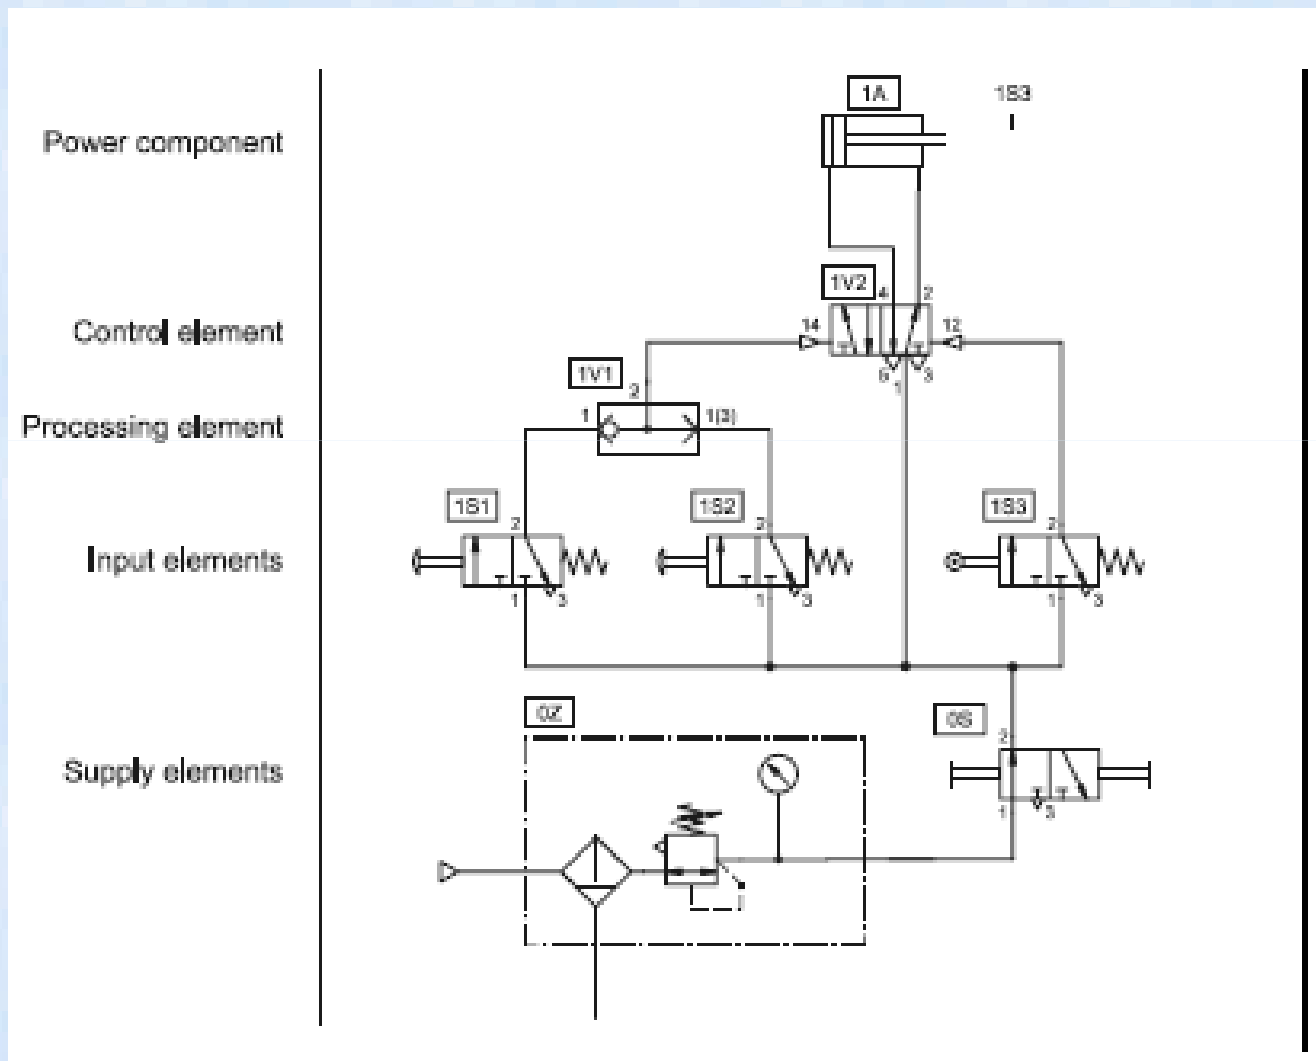 1A
1S3
Power component
1V2
4
2
Control element
14
12
5
1
3
1V1
2
Processing element
1
1(3)
1S1
1S2
1S3
2
2
2
Input elements
1
3
1
3
1
3
0Z
0S
2
Supply elements
1
3